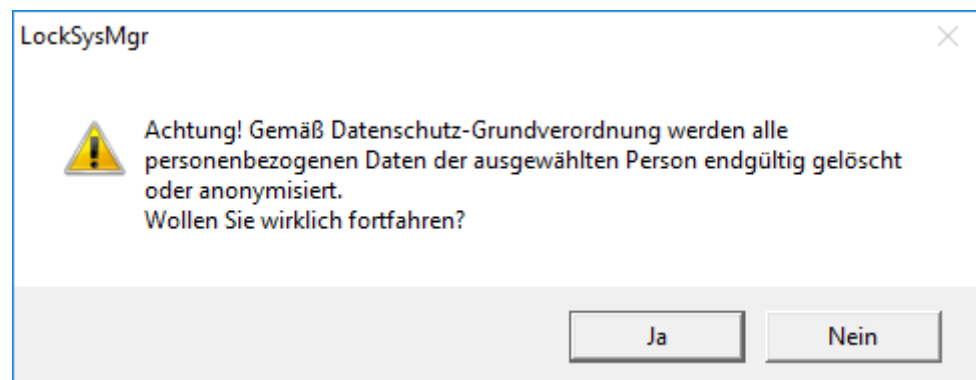 LockSysMgr
Achtung! Gemäß Datenschutz-Grundverordnung werden alle
personenbezogenen Daten der ausgewählten Person endgültig gelöscht
oder anonymisiert.
Wollen Sie wirklich fortfahren?
Ja
Nein